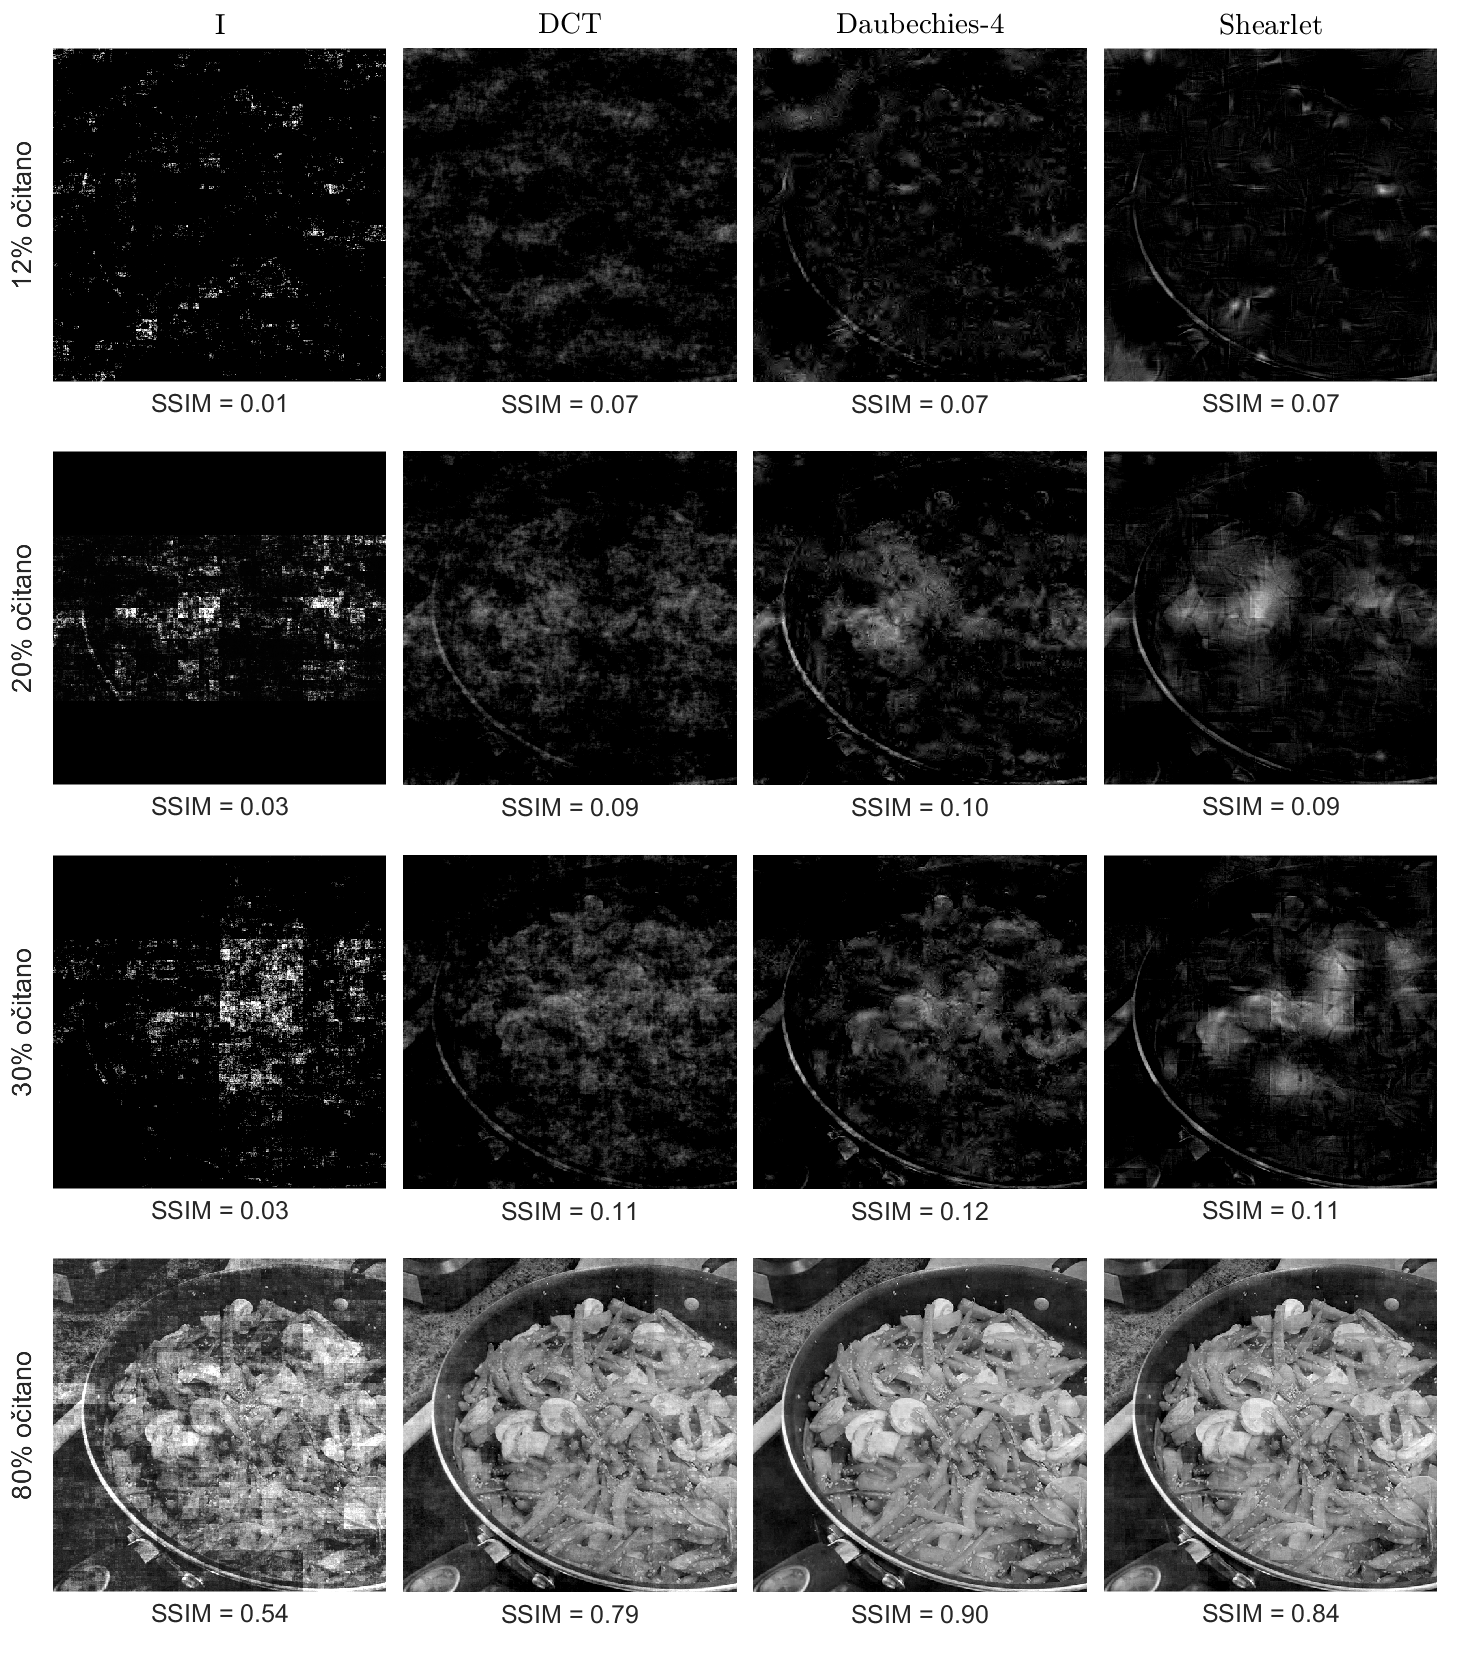 I DCT Daubechies-4 Shearlet
12% očitano
SSIM = 0.01 SSIM = 0.07 SSIM = 0.07 SSIM = 0.07
20% očitano
SSIM = 0.03 SSIM = 0.09 SSIM = 0.10 SSIM = 0.09
30% očitano
SSIM = 0.03 SSIM = 0.11 SSIM = 0.12 SSIM = 0.11
80% očitano
SSIM = 0.54 SSIM = 0.79 SSIM = 0.90 SSIM = 0.84